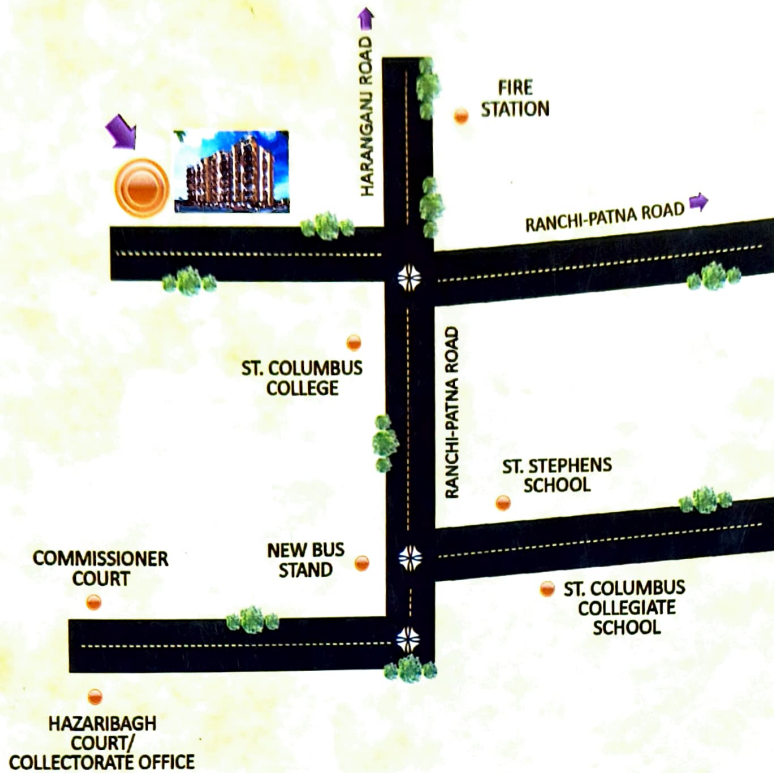 HARANGANJ ROAD
FIRE
STATION
RANCHI-PATNA ROAD
ST. COLUMBUS
COLLEGE
RANCHI-PATNA ROAD
ST. STEPHENS
SCHOOL
NEW BUS
STAND
COMMISSIONER
COURT
ST. COLUMBUS
COLLEGIATE
SCHOOL
HAZARIBAGH
COURT/
COLLECTORATE OFFICE